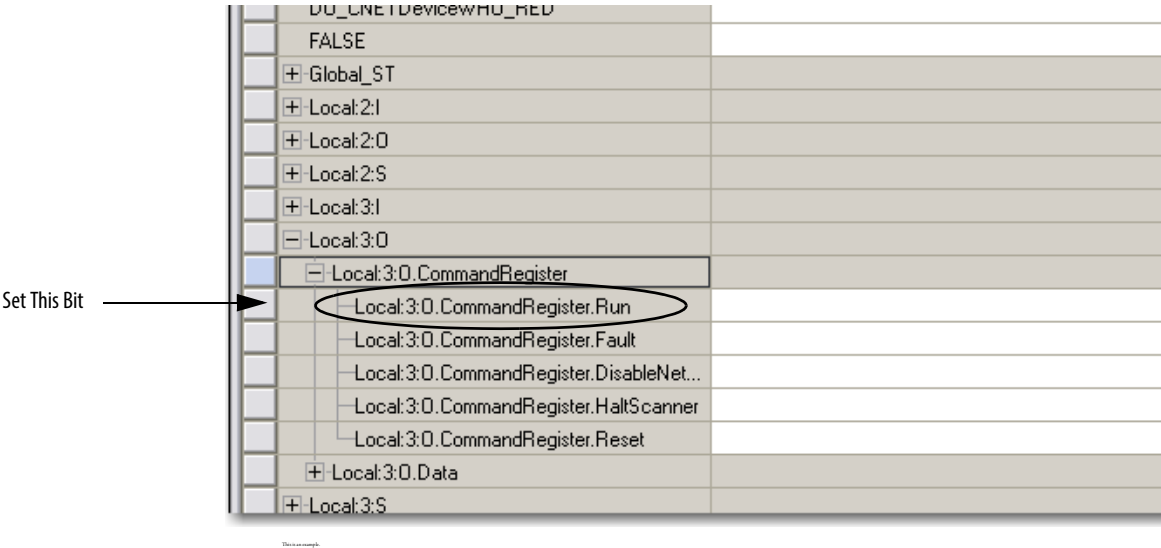 DO_CNETDevicewHO_RED
FALSE
Global_ST
Local:2:I
Local:2:O
Local:2:S
Local:3:I
Local:3:O
Local:3:O.CommandRegister
Set This Bit
Local:3:O.CommandRegister.Run
Local:3:O.CommandRegister.Fault
Local:3:O.CommandRegister.DisableNet...
Local:3:O.CommandRegister.HaltScanner
Local:3:O.CommandRegister.Reset
Local:3:O.Data
Local:3:S
This is an example.